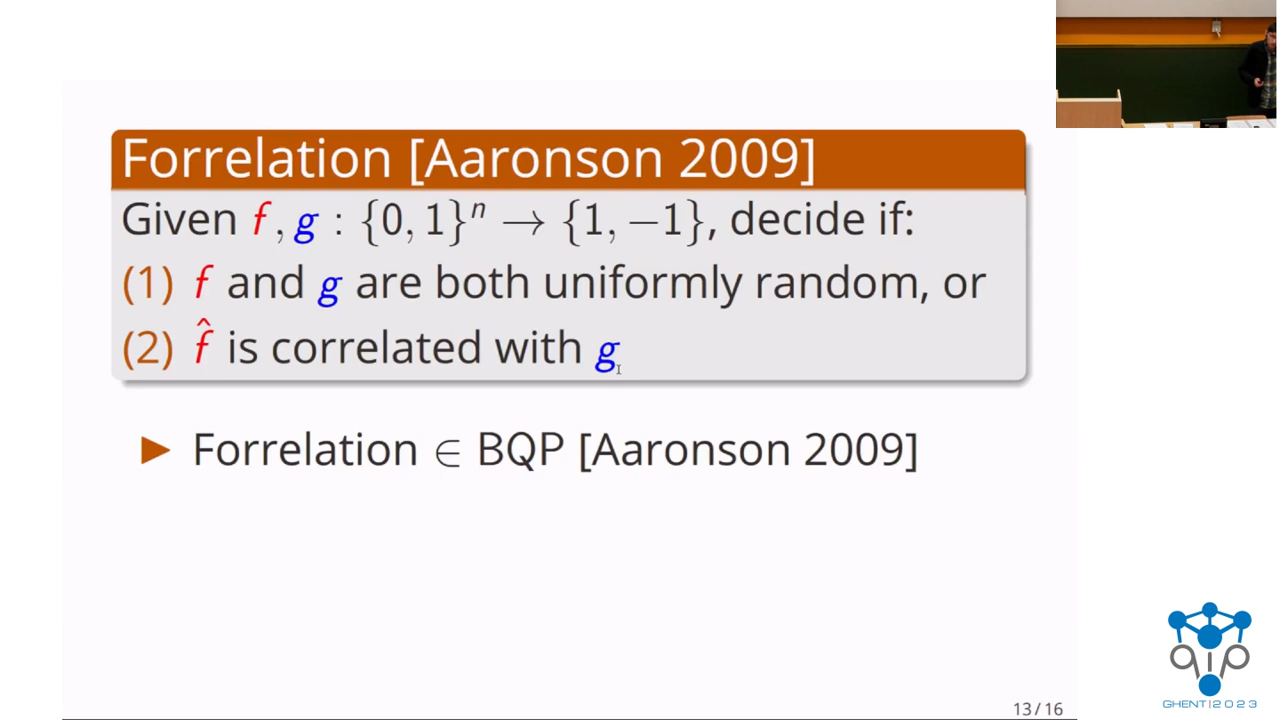 Forrelation [Aaronson 2009]
Given f, g : {0, 1}ⁿ → {1, −1}, decide if:
(1) f and g are both uniformly random, or
(2) f̂ is correlated with g
► Forrelation ∈ BQP [Aaronson 2009]
13 / 16
qip
GHENT|2023